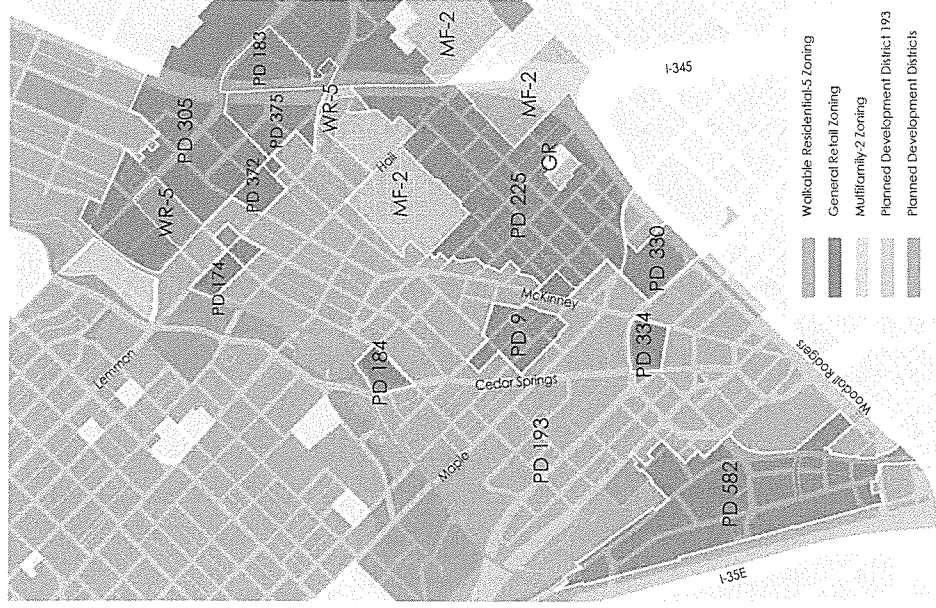 PD 183
MF-2
I-345
PD 305
PD 375
WR-5
MF-2
WR-5
PD 372
Hall
MF-2
GR
PD 225
PD 174
PD 330
McKinney
Lemmon
PD 184
PD 9
PD 334
Cedar Springs
Woodall Rodgers
Maple
PD 193
PD 582
I-35E
Walkable Residential-5 Zoning
General Retail Zoning
Multifamily-2 Zoning
Planned Development District 193
Planned Development Districts